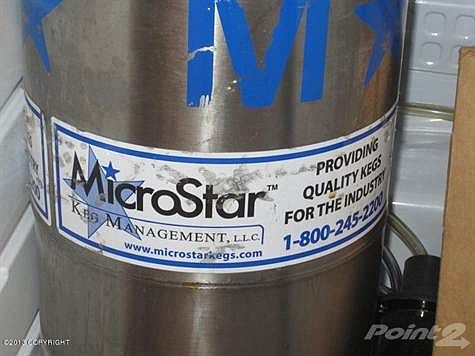 M
MicroStar™
KEG MANAGEMENT, L.L.C.
www.microstarkegs.com
PROVIDING
QUALITY KEGS
FOR THE INDUSTRY
1-800-245-2200
Point2
©2013 COPYRIGHT